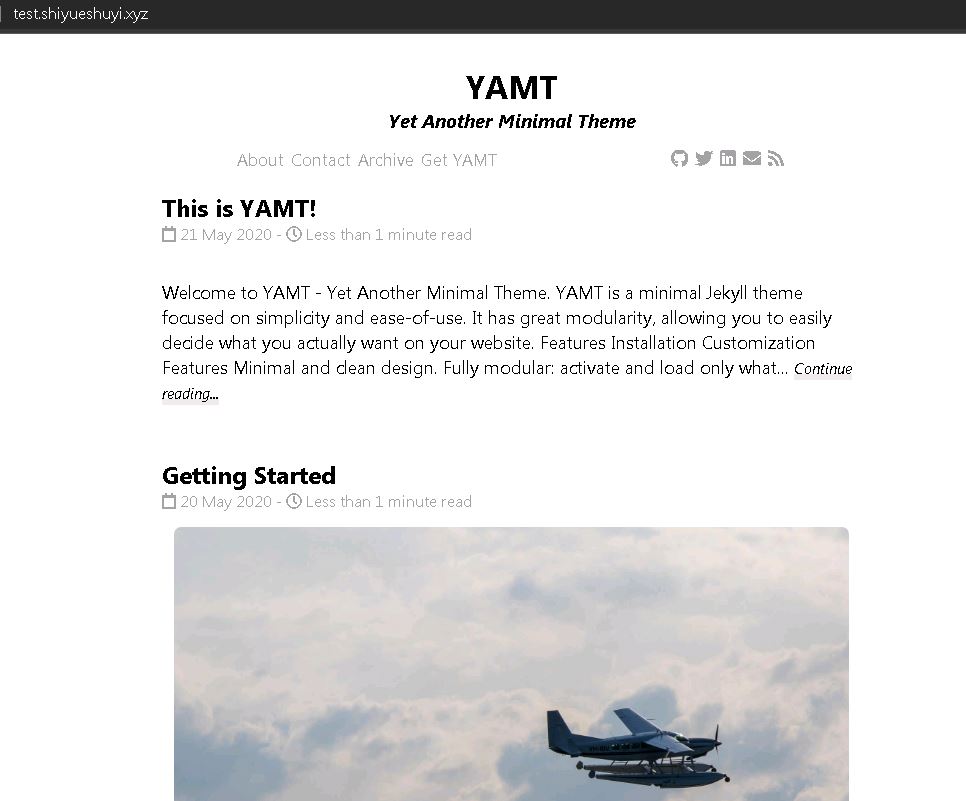 test.shiyueshuyi.xyz
YAMT
Yet Another Minimal Theme
About Contact Archive Get YAMT
This is YAMT!
21 May 2020 - Less than 1 minute read
Welcome to YAMT - Yet Another Minimal Theme. YAMT is a minimal Jekyll theme
focused on simplicity and ease-of-use. It has great modularity, allowing you to easily
decide what you actually want on your website. Features Installation Customization
Features Minimal and clean design. Fully modular: activate and load only what... Continue
reading...
Getting Started
20 May 2020 - Less than 1 minute read